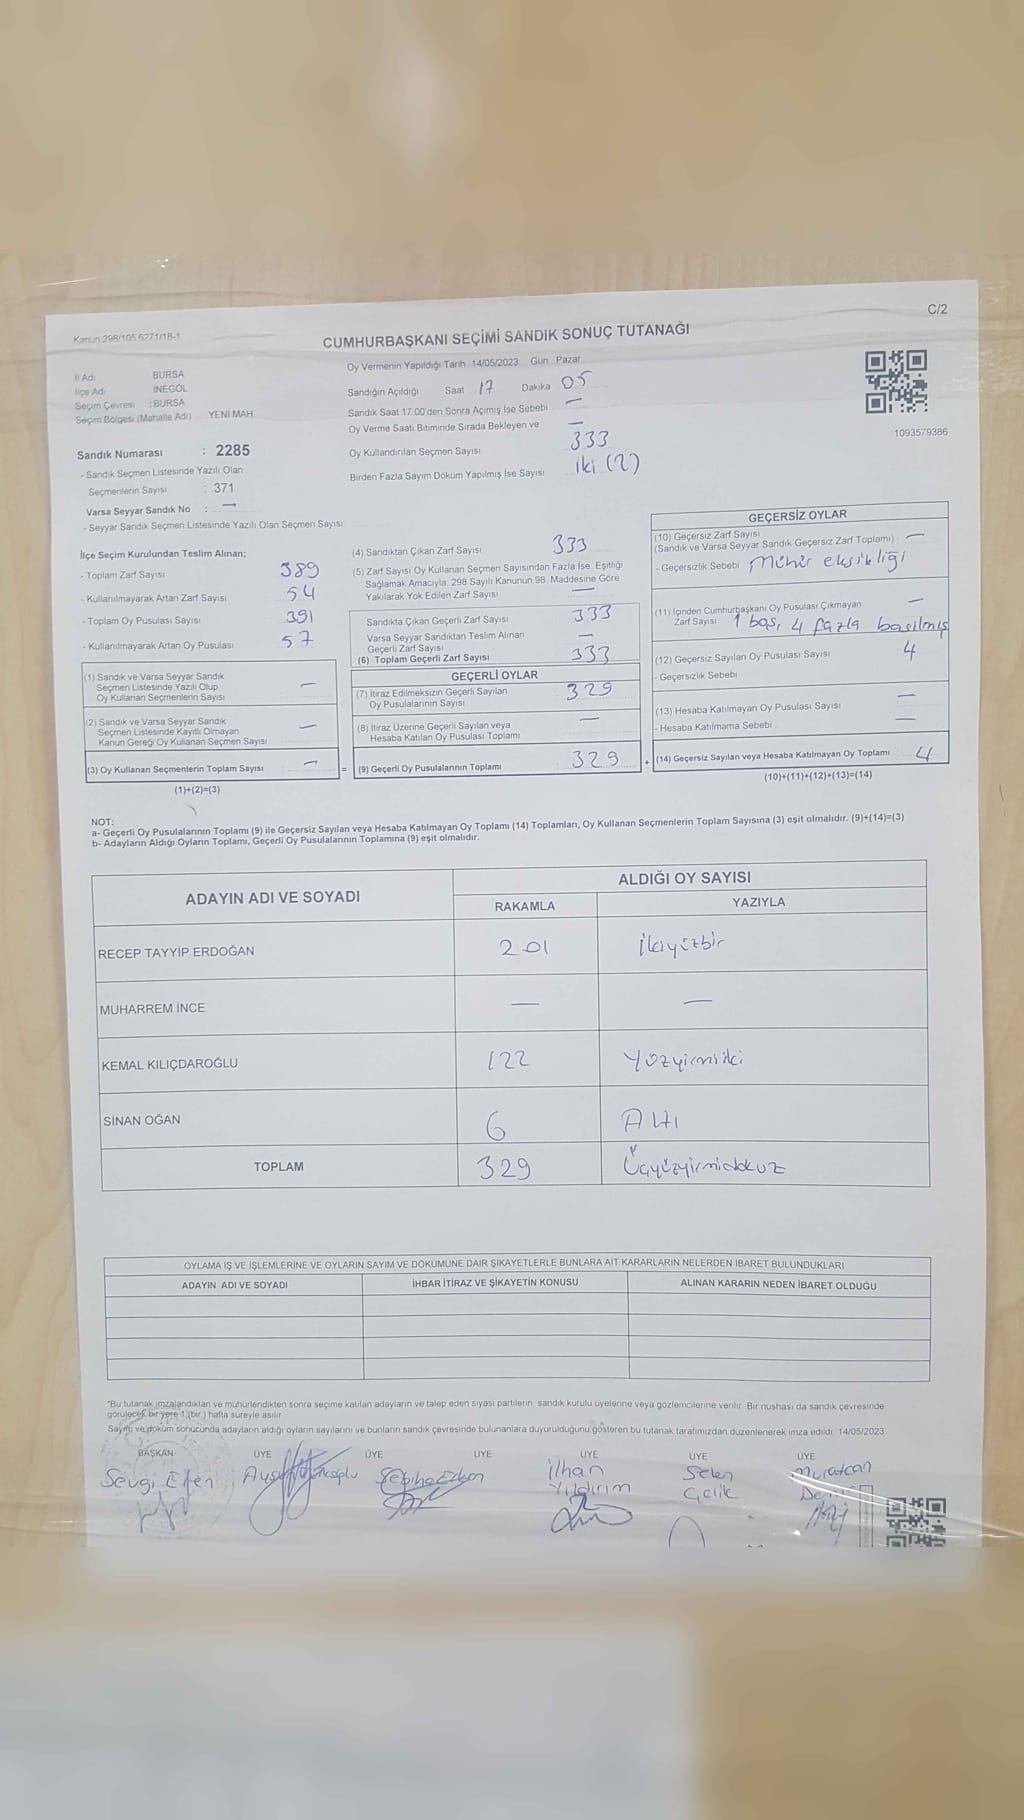 C/2
Kanun 298/105 6271/18-1
CUMHURBAŞKANI SEÇİMİ SANDIK SONUÇ TUTANAĞI
İl Adı BURSA
İlçe Adı İNEGÖL
Seçim Çevresi : BURSA
Seçim Bölgesi (Mahalle Adı) YENİ MAH
Sandık Numarası : 2285
- Sandık Seçmen Listesinde Yazılı Olan
Seçmenlerin Sayısı : 371
Varsa Seyyar Sandık No : —
- Seyyar Sandık Seçmen Listesinde Yazılı Olan Seçmen Sayısı
Oy Vermenin Yapıldığı Tarih 14/05/2023 Gün Pazar
Sandığın Açıldığı Saat 17 Dakika 05
Sandık Saat 17:00'den Sonra Açımış İse Sebebi —
Oy Verme Saati Bitiminde Sırada Bekleyen ve —
Oy Kullandırılan Seçmen Sayısı 333
Birden Fazla Sayım Döküm Yapılmış İse Sayısı iki (2)
1093579386
İlçe Seçim Kurulundan Teslim Alınan;
- Toplam Zarf Sayısı 389
- Kullanılmayarak Artan Zarf Sayısı 54
- Toplam Oy Pusulası Sayısı 391
- Kullanılmayarak Artan Oy Pusulası 57
(1) Sandık ve Varsa Seyyar Sandık
Seçmen Listesinde Yazılı Olup
Oy Kullanan Seçmenlerin Sayısı —
(2) Sandık ve Varsa Seyyar Sandık
Seçmen Listesinde Kayıtlı Olmayan
Kanun Gereği Oy Kullanan Seçmen Sayısı —
(3) Oy Kullanan Seçmenlerin Toplam Sayısı — =
(1)+(2)=(3)
(4) Sandıktan Çıkan Zarf Sayısı 333
(5) Zarf Sayısı Oy Kullanan Seçmen Sayısından Fazla İse, Eşitliği
Sağlamak Amacıyla: 298 Sayılı Kanunun 98. Maddesine Göre
Yakılarak Yok Edilen Zarf Sayısı —
Sandıkta Çıkan Geçerli Zarf Sayısı 333
Varsa Seyyar Sandıktan Teslim Alınan
Geçerli Zarf Sayısı —
(6) Toplam Geçerli Zarf Sayısı 333
GEÇERLİ OYLAR
(7) İtiraz Edilmeksizin Geçerli Sayılan
Oy Pusulalarının Sayısı 329
(8) İtiraz Üzerine Geçerli Sayılan veya
Hesaba Katılan Oy Pusulası Toplamı —
(9) Geçerli Oy Pusulalarının Toplamı 329 +
GEÇERSİZ OYLAR
(10) Geçersiz Zarf Sayısı
(Sandık ve Varsa Seyyar Sandık Geçersiz Zarf Toplamı) —
- Geçersizlik Sebebi Mühür eksikliği
(11) İçinden Cumhurbaşkanı Oy Pusulası Çıkmayan —
Zarf Sayısı 1 boş, 4 fazla basılmış
(12) Geçersiz Sayılan Oy Pusulası Sayısı 4
- Geçersizlik Sebebi
(13) Hesaba Katılmayan Oy Pusulası Sayısı —
- Hesaba Katılmama Sebebi —
(14) Geçersiz Sayılan veya Hesaba Katılmayan Oy Toplamı 4
(10)+(11)+(12)+(13)=(14)
NOT:
a- Geçerli Oy Pusulalarının Toplamı (9) ile Geçersiz Sayılan veya Hesaba Katılmayan Oy Toplamı (14) Toplamları, Oy Kullanan Seçmenlerin Toplam Sayısına (3) eşit olmalıdır. (9)+(14)=(3)
b- Adayların Aldığı Oyların Toplamı, Geçerli Oy Pusulalarının Toplamına (9) eşit olmalıdır.
ADAYIN ADI VE SOYADI ALDIĞI OY SAYISI
RAKAMLA YAZIYLA
RECEP TAYYİP ERDOĞAN 201 İkiyüzbir
MUHARREM İNCE — —
KEMAL KILIÇDAROĞLU 122 Yüzyirmiiki
SİNAN OĞAN 6 Altı
TOPLAM 329 Üçyüzyirmidokuz
OYLAMA İŞ VE İŞLEMLERİNE VE OYLARIN SAYIM VE DÖKÜMÜNE DAİR ŞİKAYETLERLE BUNLARA AİT KARARLARIN NELERDEN İBARET BULUNDUKLARI
ADAYIN ADI VE SOYADI İHBAR İTİRAZ VE ŞİKAYETİN KONUSU ALINAN KARARIN NEDEN İBARET OLDUĞU
"Bu tutanak imzalandıktan ve mühürlendikten sonra seçime katılan adayların ve talep eden siyasi partilerin sandık kurulu üyelerine veya gözlemcilerine verilir. Bir nüshası da sandık çevresinde
görülecek bir yere 1 (bir ) hafta süreyle asılır
Sayım ve döküm sonucunda adayların aldığı oyların sayılarını ve bunların sandık çevresinde bulunanlara duyurulduğunu gösteren bu tutanak tarafımızdan düzenlenerek imza edildi. 14/05/2023
BAŞKAN ÜYE ÜYE ÜYE ÜYE ÜYE ÜYE
Sevgi İlhan Yıldırım Selen Çelik Muratcan